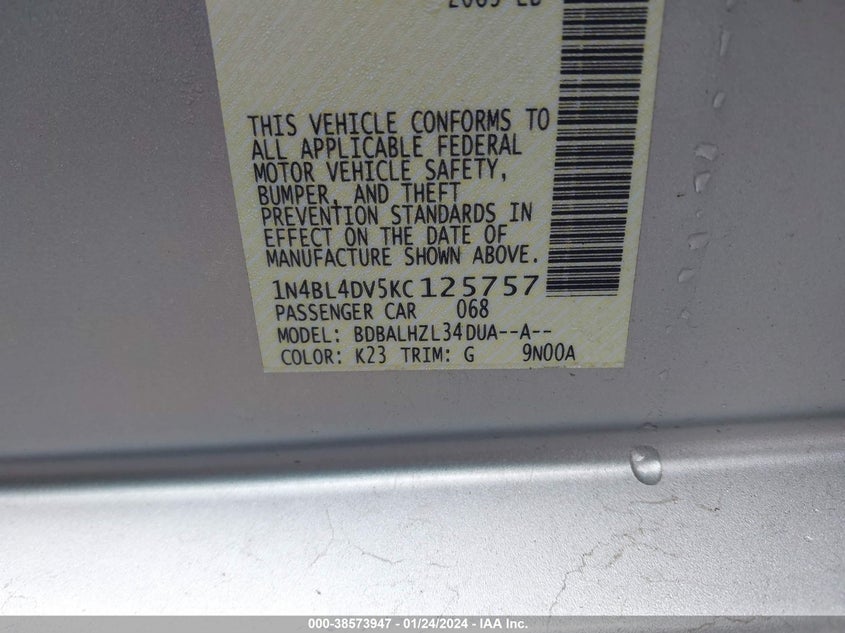 THIS VEHICLE CONFORMS TO
ALL APPLICABLE FEDERAL
MOTOR VEHICLE SAFETY,
BUMPER, AND THEFT
PREVENTION STANDARDS IN
EFFECT ON THE DATE OF
MANUFACTURE SHOWN ABOVE.
1N4BL4DV5KC125757
PASSENGER CAR 068
MODEL: BDBALHZL34DUA--A--
COLOR: K23 TRIM: G 9N00A
000-38573947 - 01/24/2024 - IAA Inc.